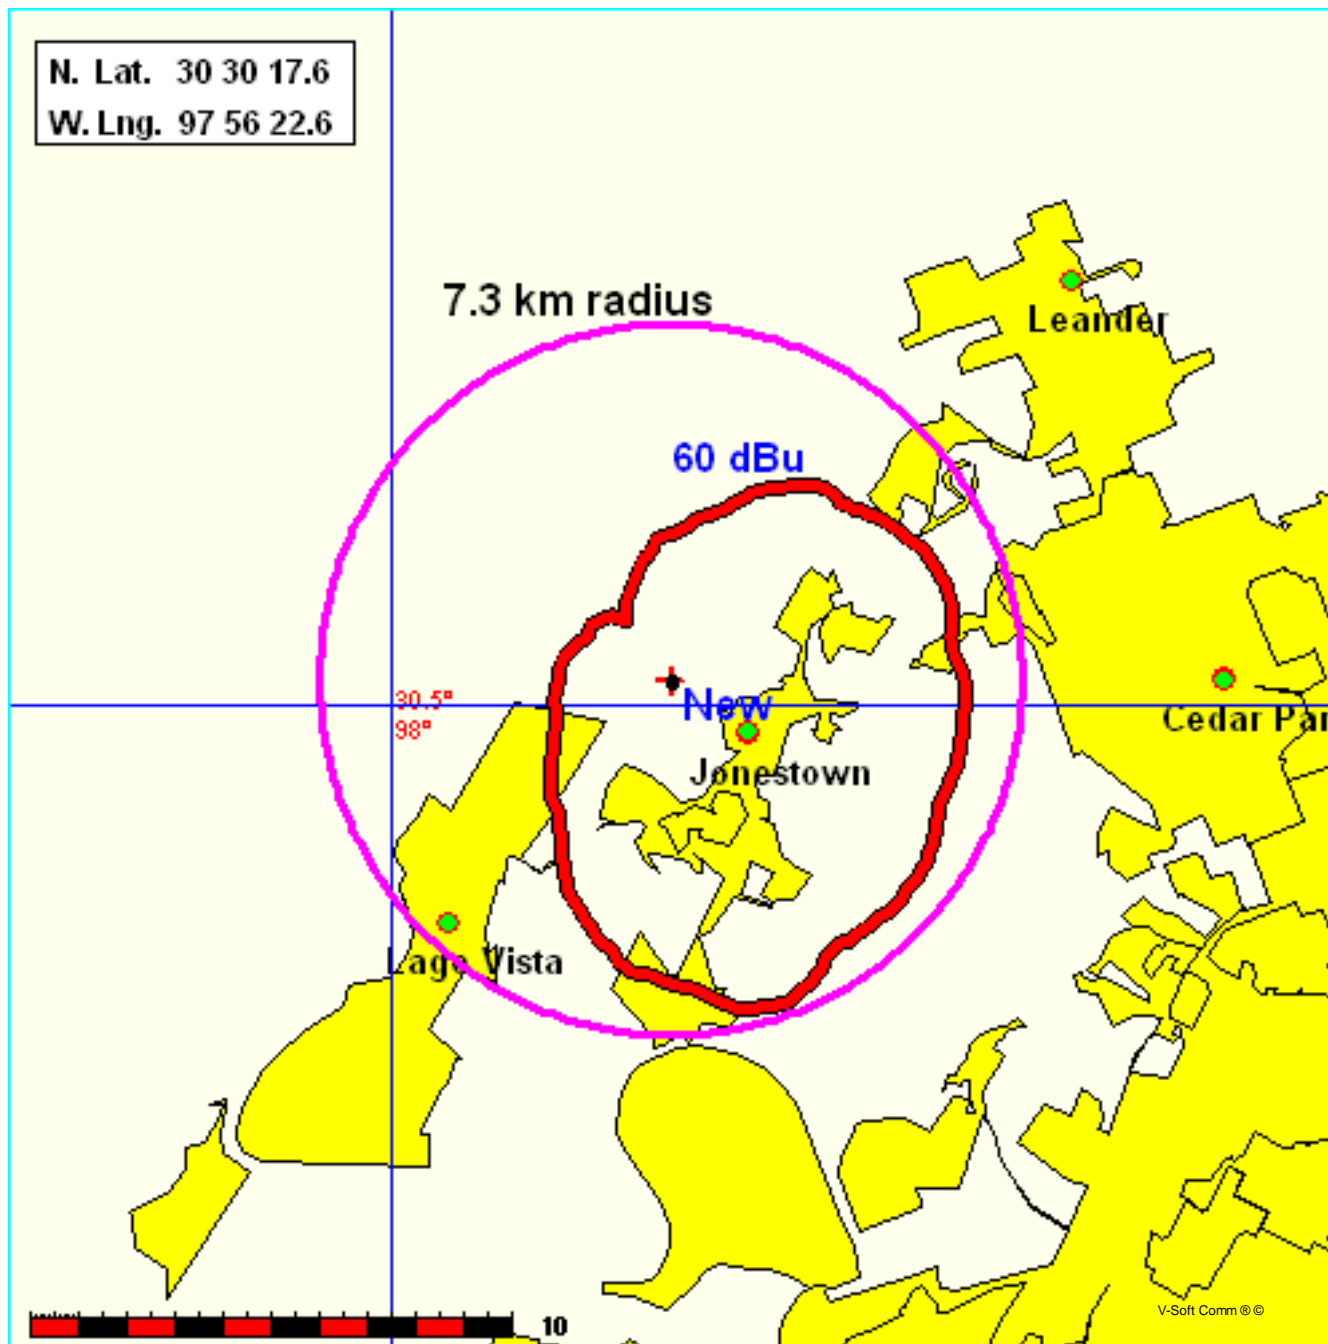 N. Lat. 30 30 17.6
W. Lng. 97 56 22.6
7.3 km radius
Leander
60 dBu
30.5°
98°
New
Cedar Par
Jonestown
Lago Vista
10
V-Soft Comm ® ©